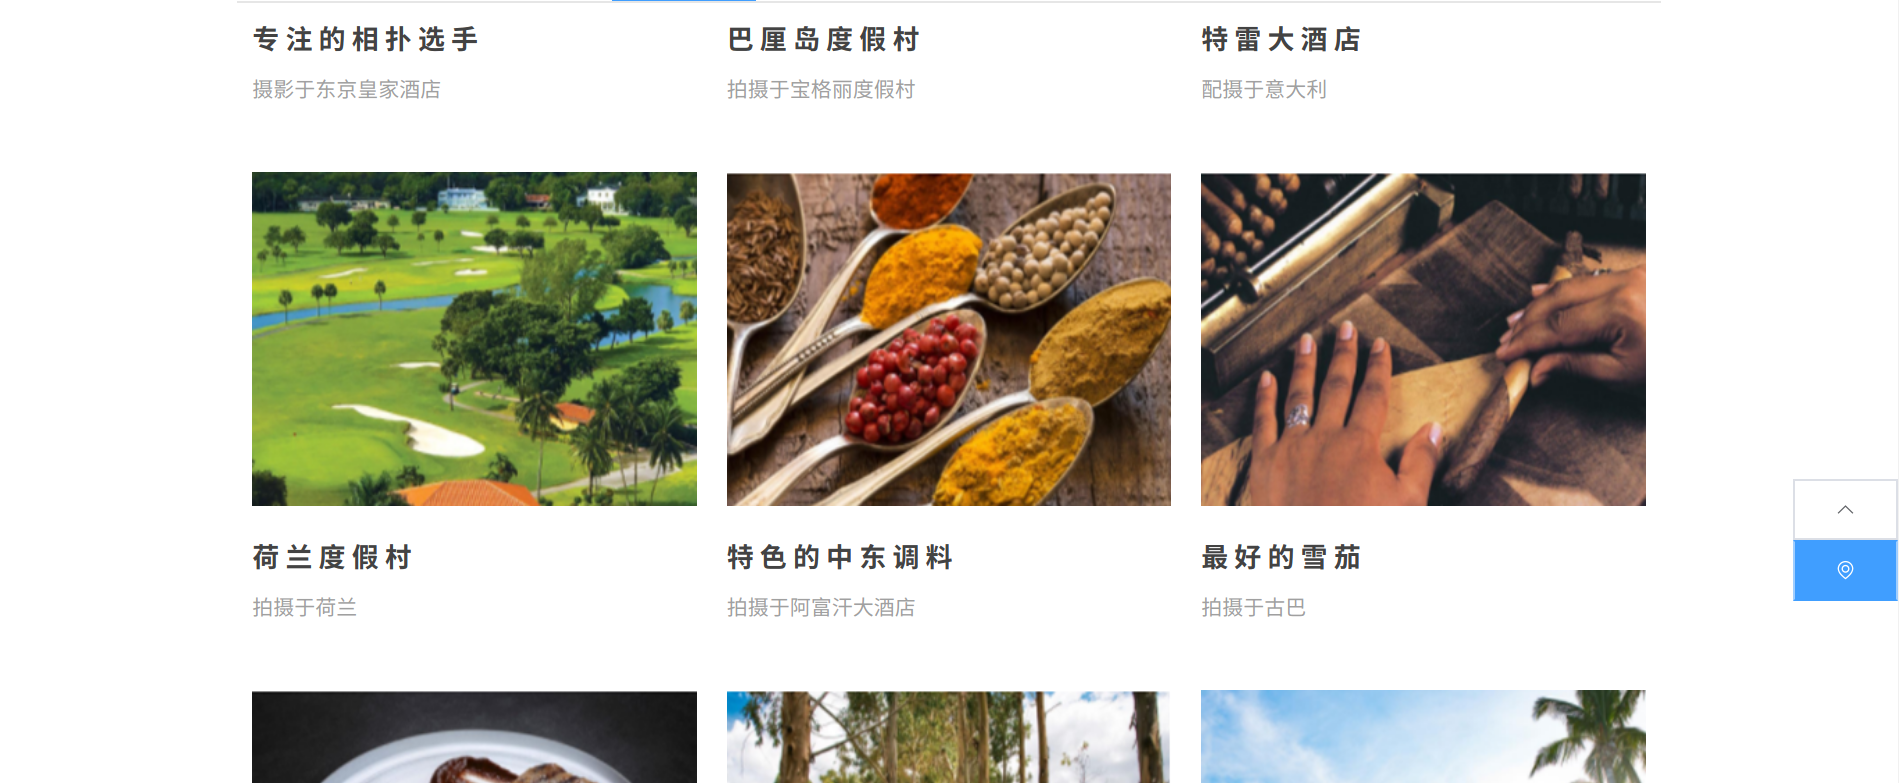 专注的相扑选手
巴厘岛度假村
特雷大酒店
摄影于东京皇家酒店
拍摄于宝格丽度假村
配摄于意大利
荷兰度假村
特色的中东调料
最好的雪茄
拍摄于荷兰
拍摄于阿富汗大酒店
拍摄于古巴